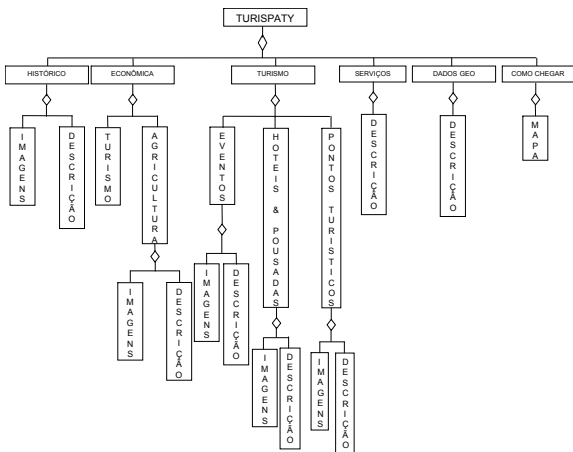 TURISPATY
HISTÓRICO
ECONÔMICA
TURISMO
SERVIÇOS
DADOS GEO
COMO CHEGAR
IMAGENS
DESCRIÇÃO
TURISMO
AGRICULTURA
EVENTOS
HOTEIS & POUSADAS
PONTOS TURISTICOS
DESCRIÇÃO
DESCRIÇÃO
MAPA
IMAGENS
DESCRIÇÃO
IMAGENS
DESCRIÇÃO
IMAGENS
DESCRIÇÃO
IMAGENS
DESCRIÇÃO